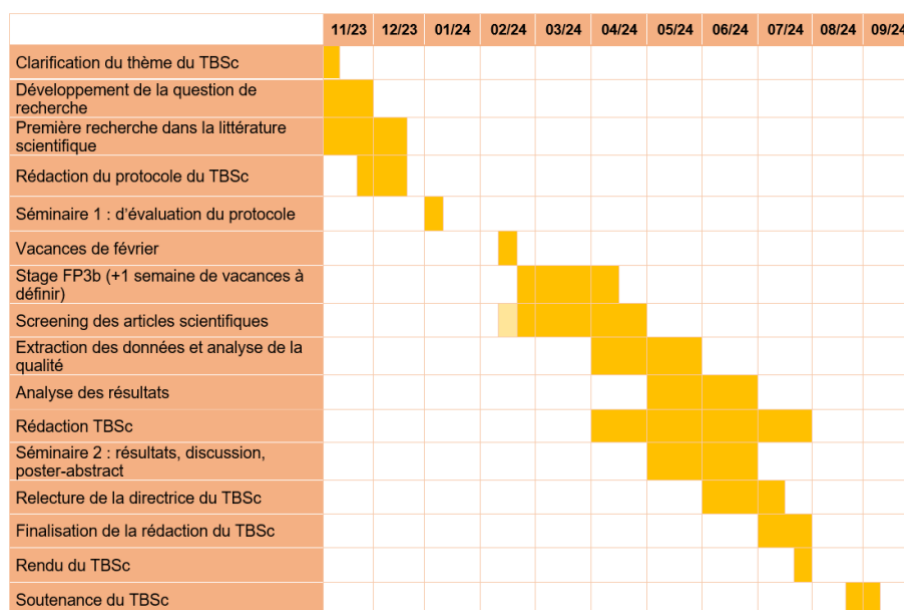 11/23 12/23 01/24 02/24 03/24 04/24 05/24 06/24 07/24 08/24 09/24
Clarification du thème du TBSc
Développement de la question de
recherche
Première recherche dans la littérature
scientifique
Rédaction du protocole du TBSc
Séminaire 1 : d'évaluation du protocole
Vacances de février
Stage FP3b (+1 semaine de vacances à
définir)
Screening des articles scientifiques
Extraction des données et analyse de la
qualité
Analyse des résultats
Rédaction TBSc
Séminaire 2 : résultats, discussion,
poster-abstract
Relecture de la directrice du TBSc
Finalisation de la rédaction du TBSc
Rendu du TBSc
Soutenance du TBSc